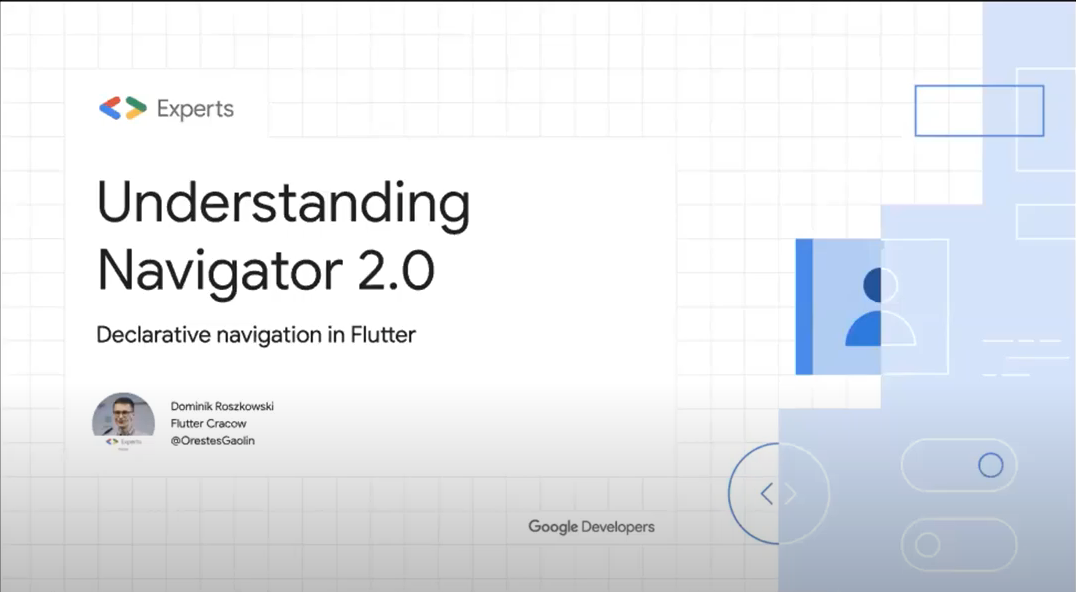 Experts
Understanding
Navigator 2.0
Declarative navigation in Flutter
Dominik Roszkowski
Flutter Cracow
@OrestesGaolin
Experts
Google Developers